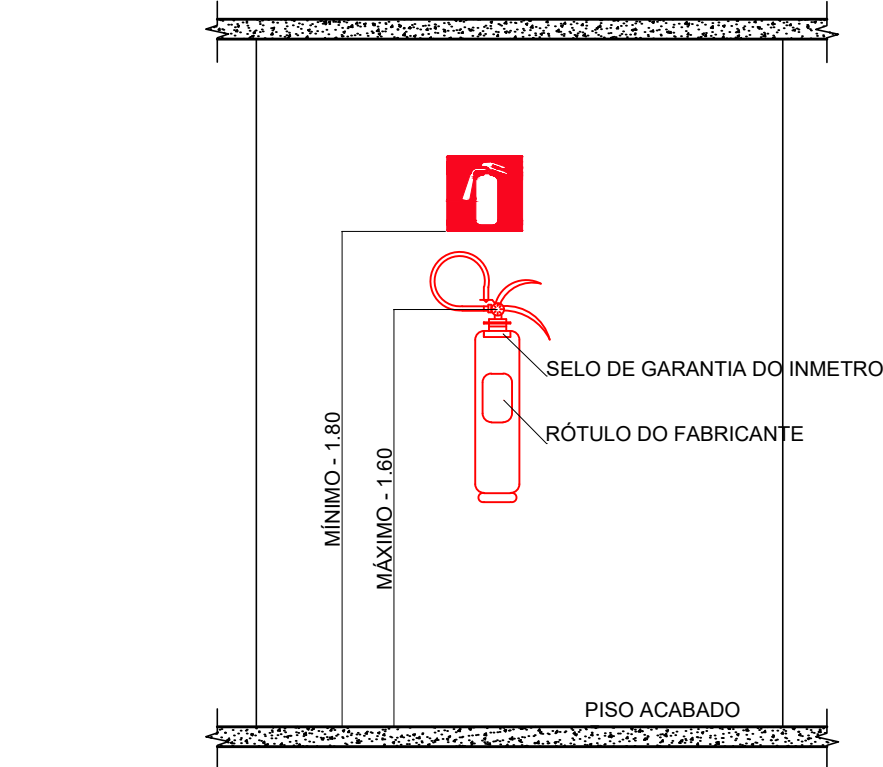 SELO DE GARANTIA DO INMETRO
RÓTULO DO FABRICANTE
MÍNIMO - 1.80
MÁXIMO - 1.60
PISO ACABADO